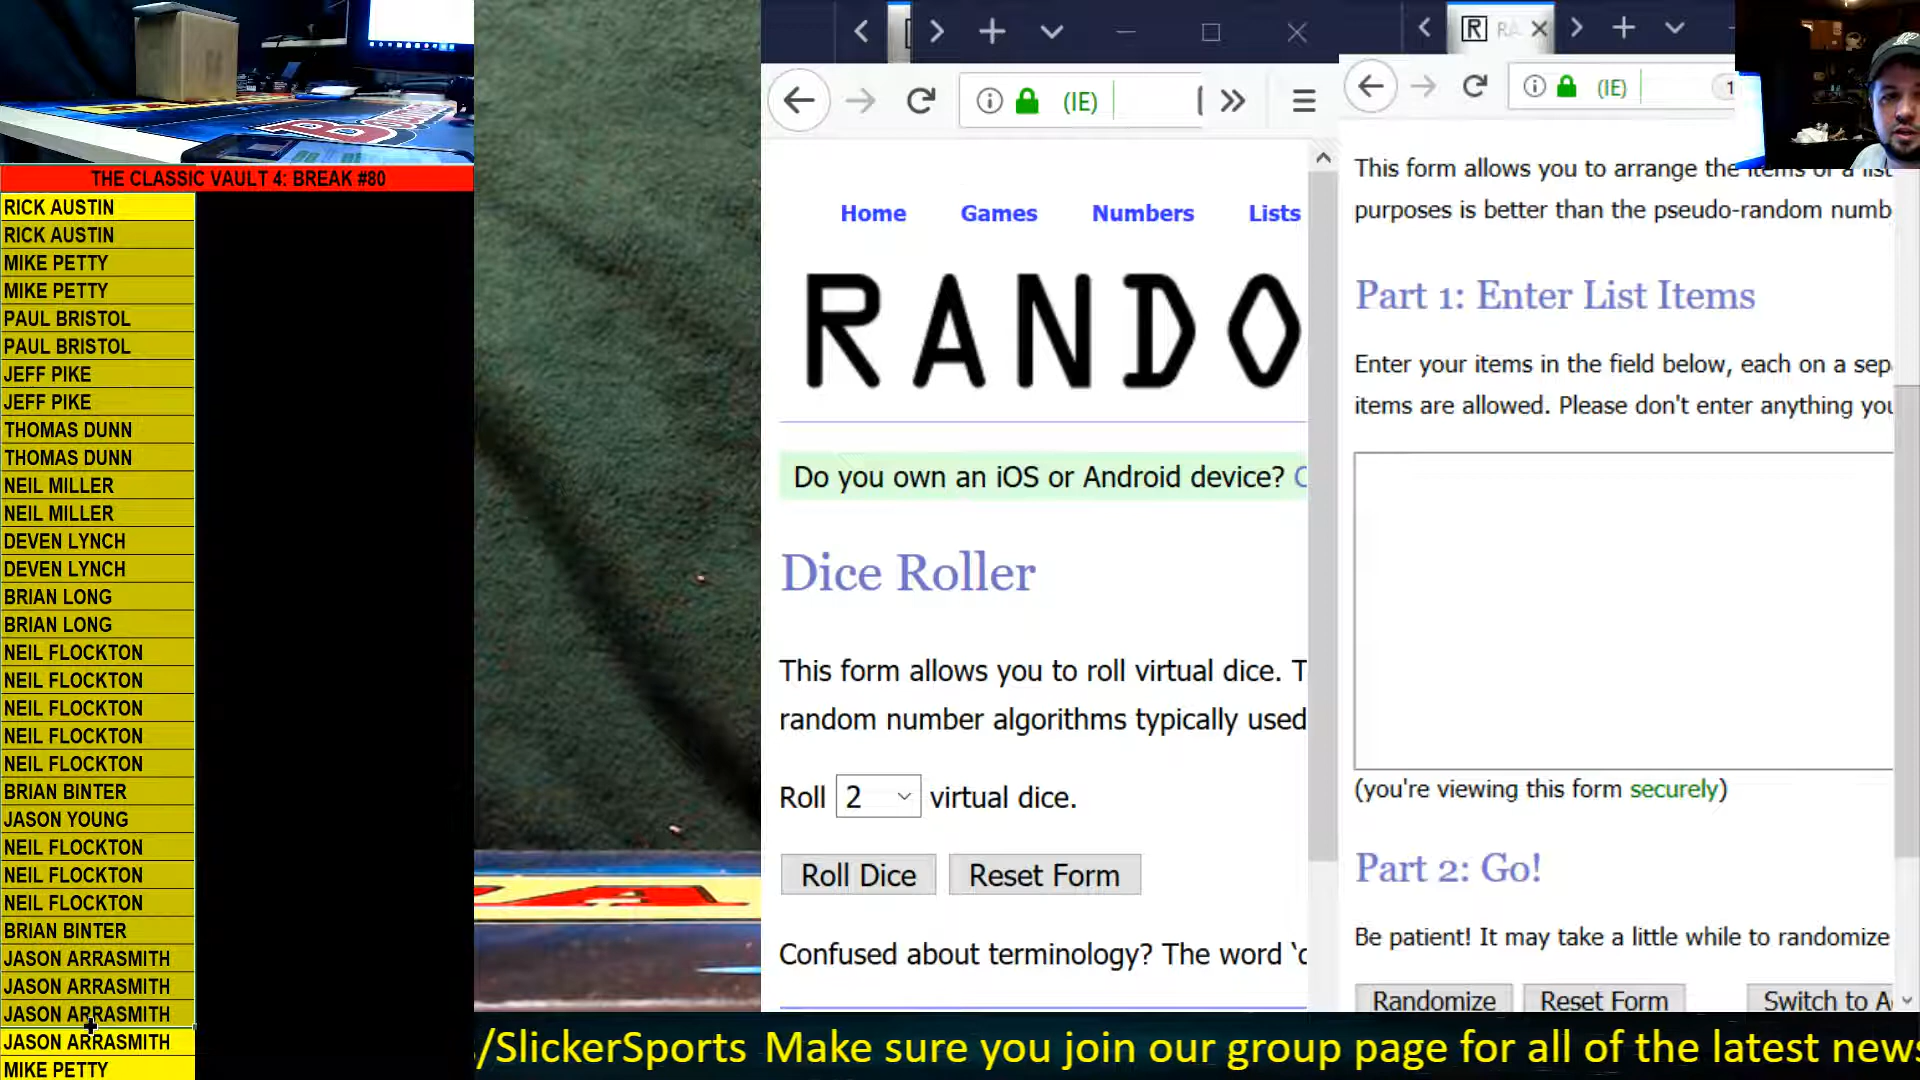 THE CLASSIC VAULT 4: BREAK #80
RICK AUSTIN
RICK AUSTIN
MIKE PETTY
MIKE PETTY
PAUL BRISTOL
PAUL BRISTOL
JEFF PIKE
JEFF PIKE
THOMAS DUNN
THOMAS DUNN
NEIL MILLER
NEIL MILLER
DEVEN LYNCH
DEVEN LYNCH
BRIAN LONG
BRIAN LONG
NEIL FLOCKTON
NEIL FLOCKTON
NEIL FLOCKTON
NEIL FLOCKTON
NEIL FLOCKTON
BRIAN BINTER
JASON YOUNG
NEIL FLOCKTON
NEIL FLOCKTON
NEIL FLOCKTON
BRIAN BINTER
JASON ARRASMITH
JASON ARRASMITH
JASON ARRASMITH
JASON ARRASMITH
MIKE PETTY
(IE)
Home Games Numbers Lists
RANDO
Do you own an iOS or Android device?
Dice Roller
This form allows you to roll virtual dice. T
random number algorithms typically used
Roll 2 virtual dice.
Roll Dice Reset Form
Confused about terminology? The word
R
(IE)
This form allows you to arrange the items of a list
purposes is better than the pseudo-random numb
Part 1: Enter List Items
Enter your items in the field below, each on a sep
items are allowed. Please don't enter anything you
(you're viewing this form securely)
Part 2: Go!
Be patient! It may take a little while to randomize
Randomize Reset Form Switch to A
/SlickerSports Make sure you join our group page for all of the latest news